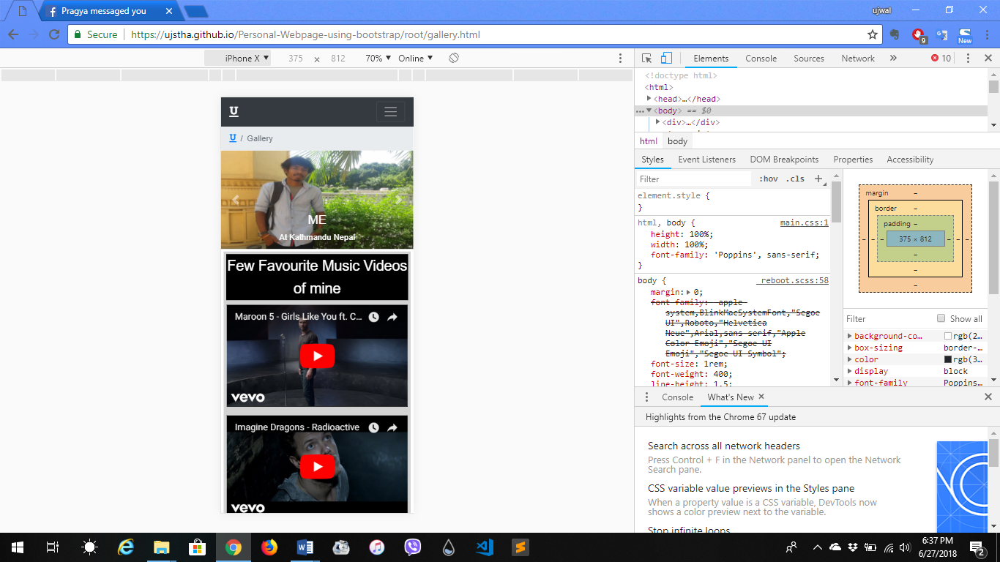 Pragya messaged you
ujwal
Secure
https://ujstha.github.io/Personal-Webpage-using-bootstrap/root/gallery.html
9
New
iPhone X ▼ 375 × 812 70% ▼ Online ▼
U
U / Gallery
ME
At Kathmandu Nepal
Few Favourite Music Videos
of mine
Maroon 5 - Girls Like You ft. C...
vevo
Imagine Dragons - Radioactive
vevo
Elements Console Sources Network » 10
<!doctype html>
<html>
<head>…</head>
…<body> == $0
<div>…</div>
html body
Styles Event Listeners DOM Breakpoints Properties Accessibility
Filter :hov .cls +
element.style {
}
html, body { main.css:1
height: 100%;
width: 100%;
font-family: 'Poppins', sans-serif;
}
body { _reboot.scss:58
margin: 0;
font-family: -apple-
system,BlinkMacSystemFont,"Segoe
UI",Roboto,"Helvetica
Neue",Arial,sans-serif,"Apple
Color Emoji","Segoe UI
Emoji","Segoe UI Symbol";
font-size: 1rem;
font-weight: 400;
line-height: 1.5;
margin –
border –
padding –
– – – 375 × 812 – – –
–
–
–
Filter Show all
background-co… rgb(2…
box-sizing border-…
color rgb(3…
display block
font-family Poppins…
Console What's New ×
Highlights from the Chrome 67 update
Search across all network headers
Press Control + F in the Network panel to open the Network
Search pane.
CSS variable value previews in the Styles pane
When a property value is a CSS variable, DevTools now
shows a color preview next to the variable.
Stop infinite loops
6:37 PM
6/27/2018
2